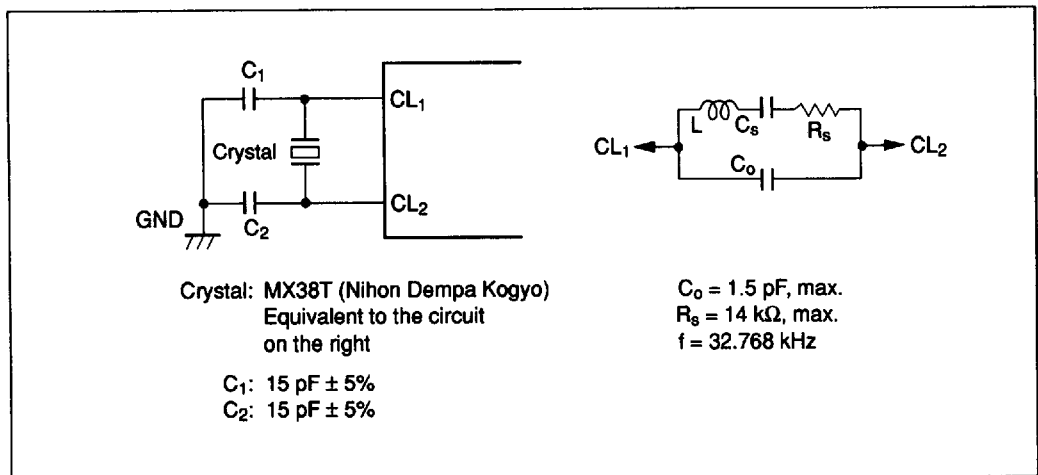 C₁
CL₁
Crystal
CL₂
GND
C₂
L
Cₛ
Rₛ
CL₁
CL₂
Cₒ
Crystal: MX38T (Nihon Dempa Kogyo)
Equivalent to the circuit
on the right
C₁: 15 pF ± 5%
C₂: 15 pF ± 5%
Cₒ = 1.5 pF, max.
Rₛ = 14 kΩ, max.
f = 32.768 kHz